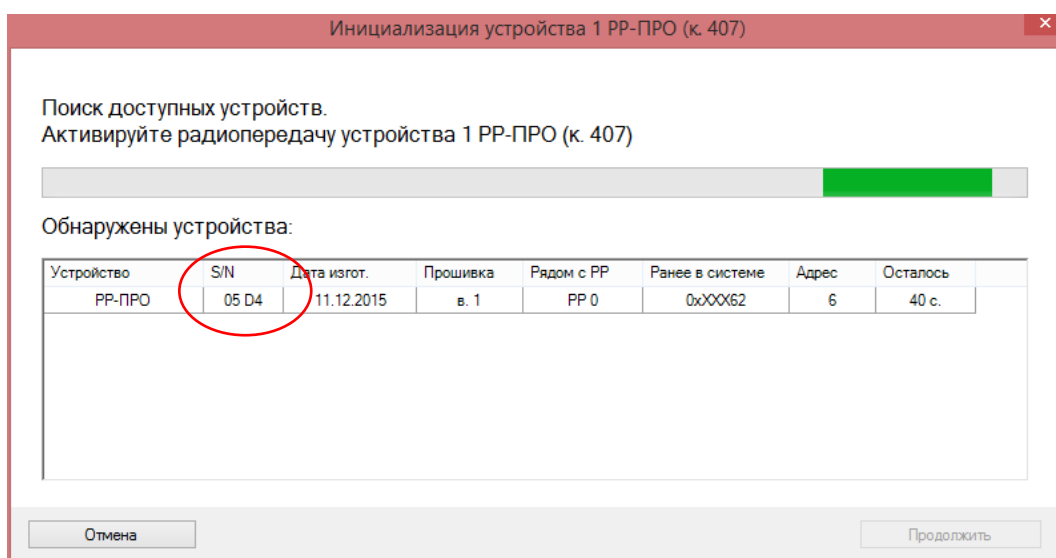 Инициализация устройства 1 РР-ПРО (к. 407)
Поиск доступных устройств.
Активируйте радиопередачу устройства 1 РР-ПРО (к. 407)
Обнаружены устройства:
Устройство S/N Дата изгот. Прошивка Рядом с РР Ранее в системе Адрес Осталось
РР-ПРО 05 D4 11.12.2015 в. 1 РР 0 0xXXX62 6 40 с.
Отмена Продолжить